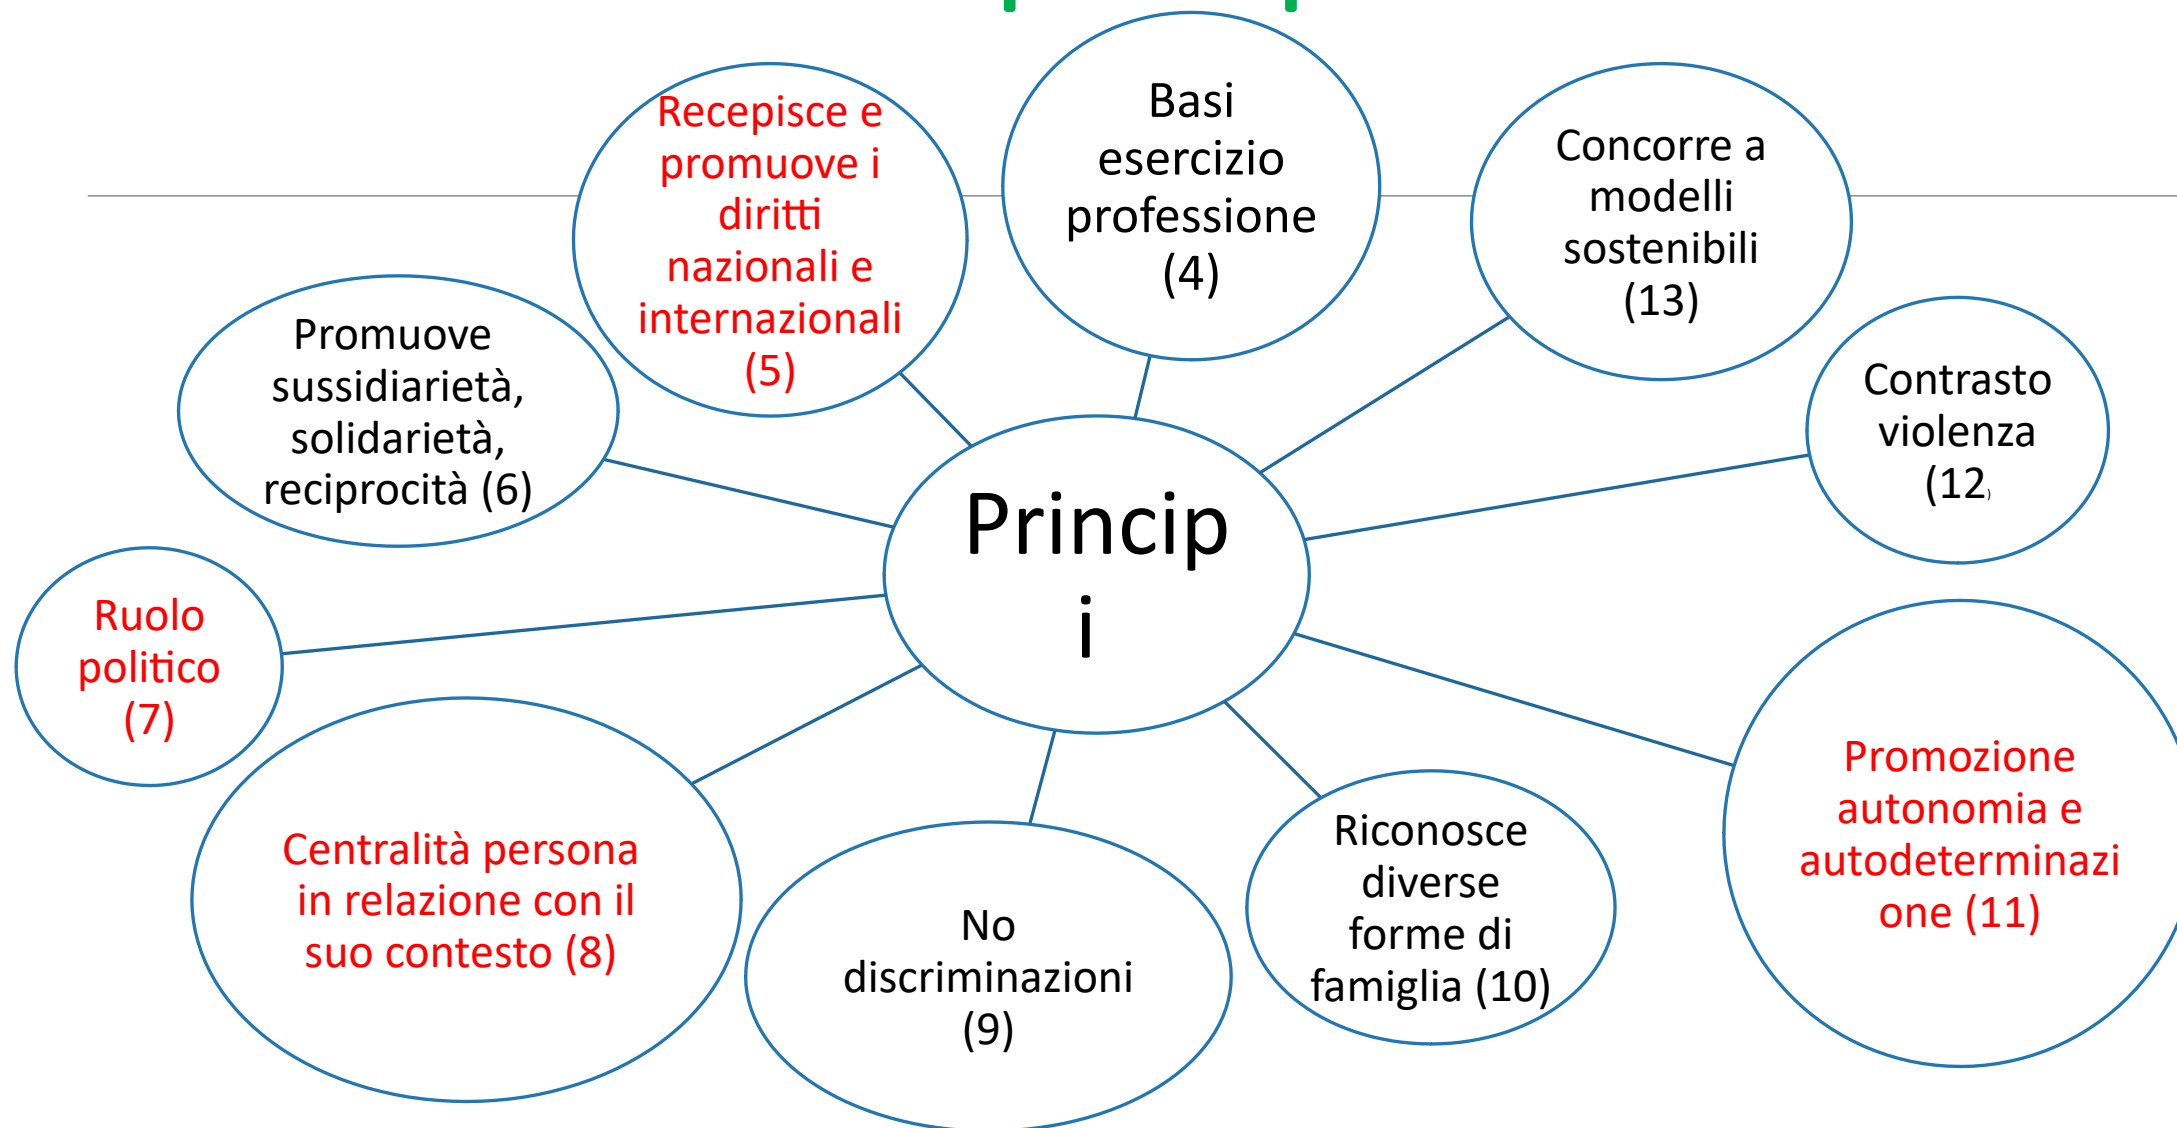 Basi
esercizio
professione
(4)
Recepisce e
promuove i
diritti
nazionali e
internazionali
(5)
Concorre a
modelli
sostenibili
(13)
Promuove
sussidiarietà,
solidarietà,
reciprocità (6)
Contrasto
violenza
(12)
Princip
i
Ruolo
politico
(7)
Promozione
autonomia e
autodeterminazi
one (11)
Centralità persona
in relazione con il
suo contesto (8)
No
discriminazioni
(9)
Riconosce
diverse
forme di
famiglia (10)